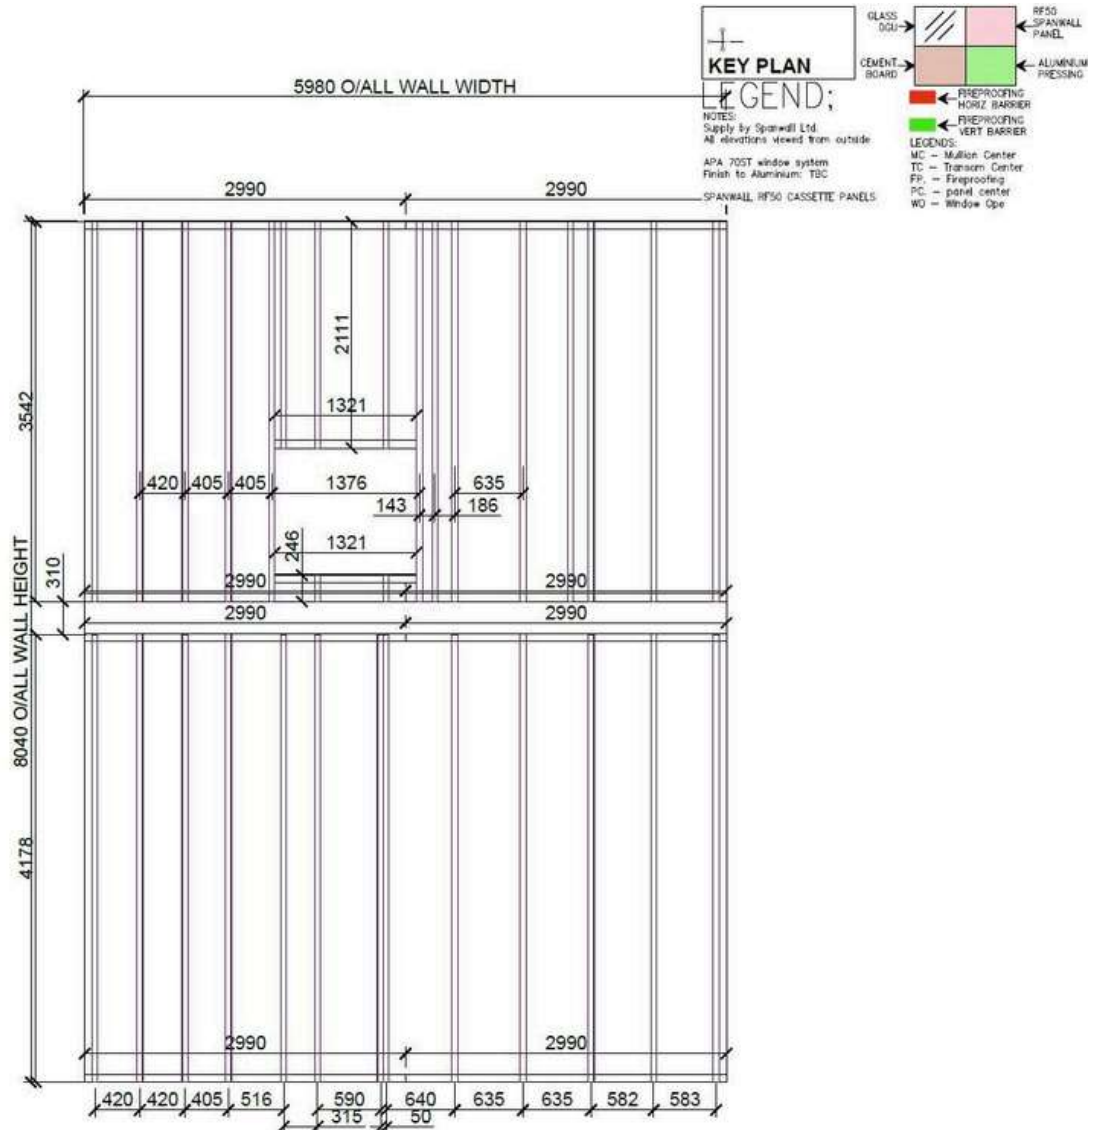 KEY PLAN
LEGEND;
NOTES:
Supply by Spanwall Ltd.
All elevations viewed from outside
APA 70ST window system
Finish to Aluminium: TBC
SPANWALL RF50 CASSETTE PANELS
GLASS
DGU
RF50
SPANWALL
PANEL
CEMENT
BOARD
ALUMINIUM
PRESSING
FIREPROOFING
HORIZ BARRIER
FIREPROOFING
VERT BARRIER
LEGENDS:
MC - Mullion Center
TC - Transom Center
FP. - Fireproofing
PC. - panel center
WO - Window Ope
5980 O/ALL WALL WIDTH
2990 2990
2111
3542
1321
420 405 405 1376 635
143 186
1321
246
310
2990 2990
2990 2990
8040 O/ALL WALL HEIGHT
4178
2990 2990
420 420 405 516 590 640 635 635 582 583
315 50